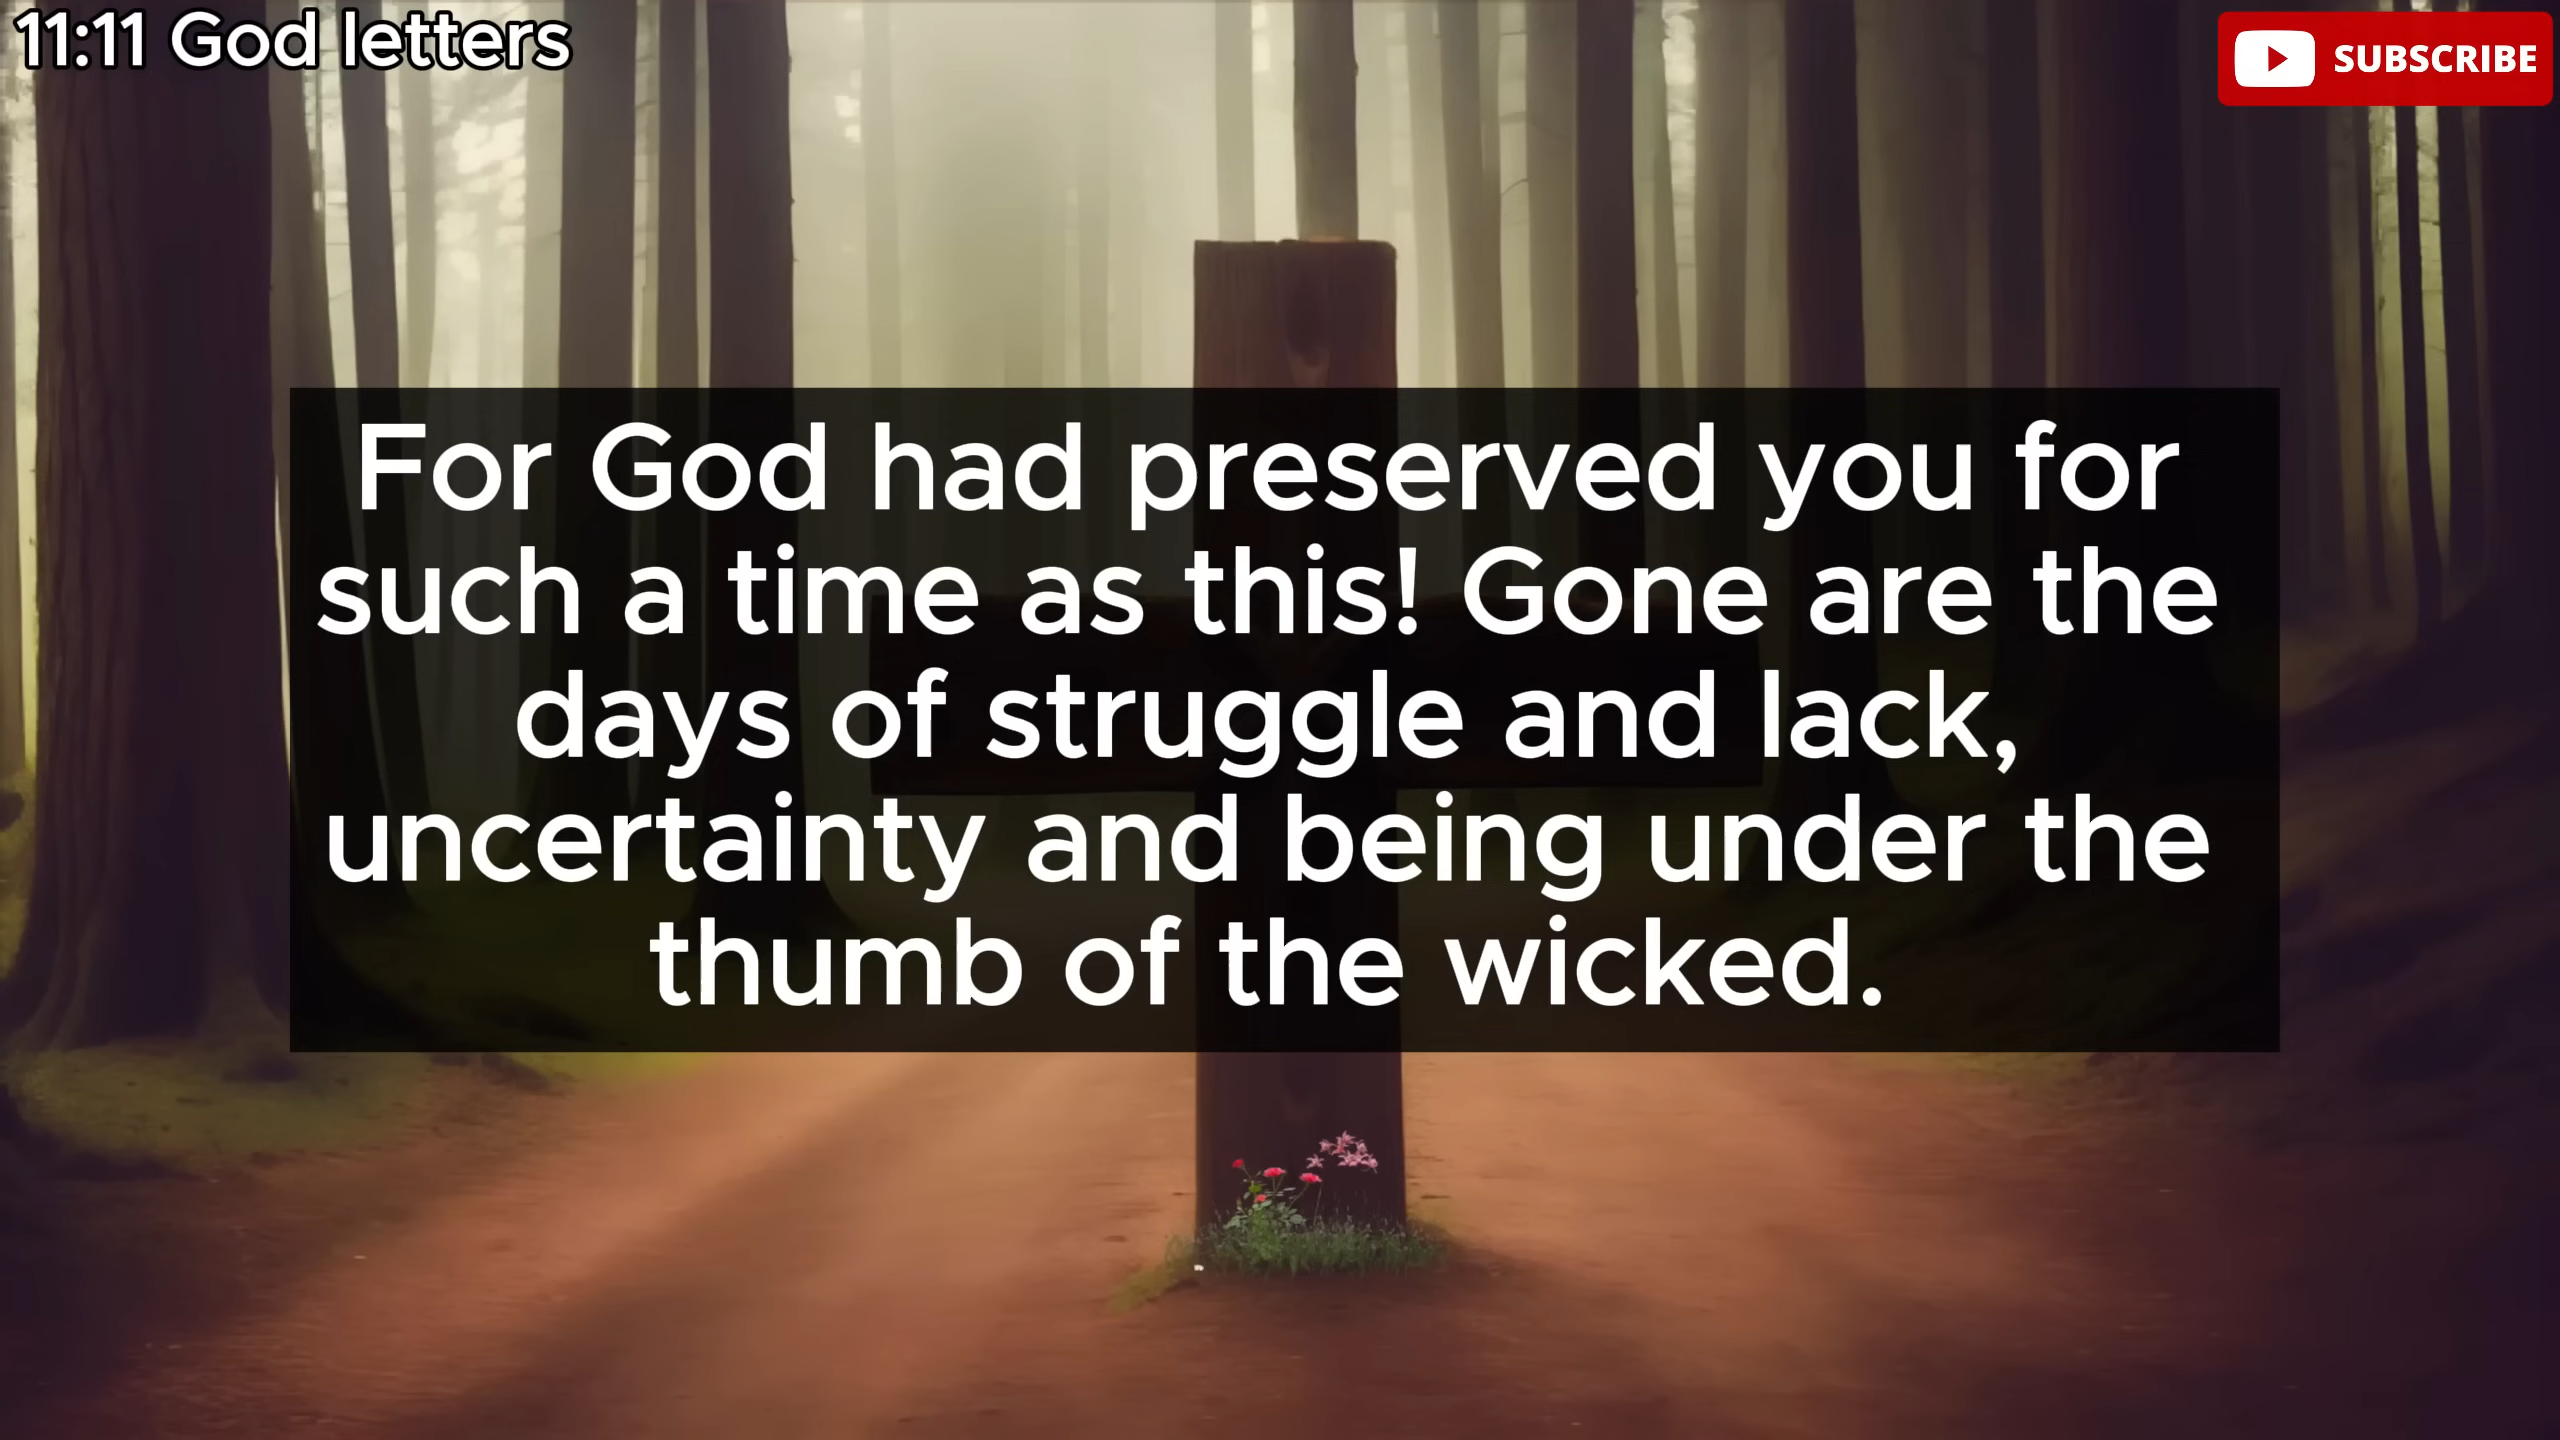 11:11 God letters
SUBSCRIBE
For God had preserved you for
such a time as this! Gone are the
days of struggle and lack,
uncertainty and being under the
thumb of the wicked.